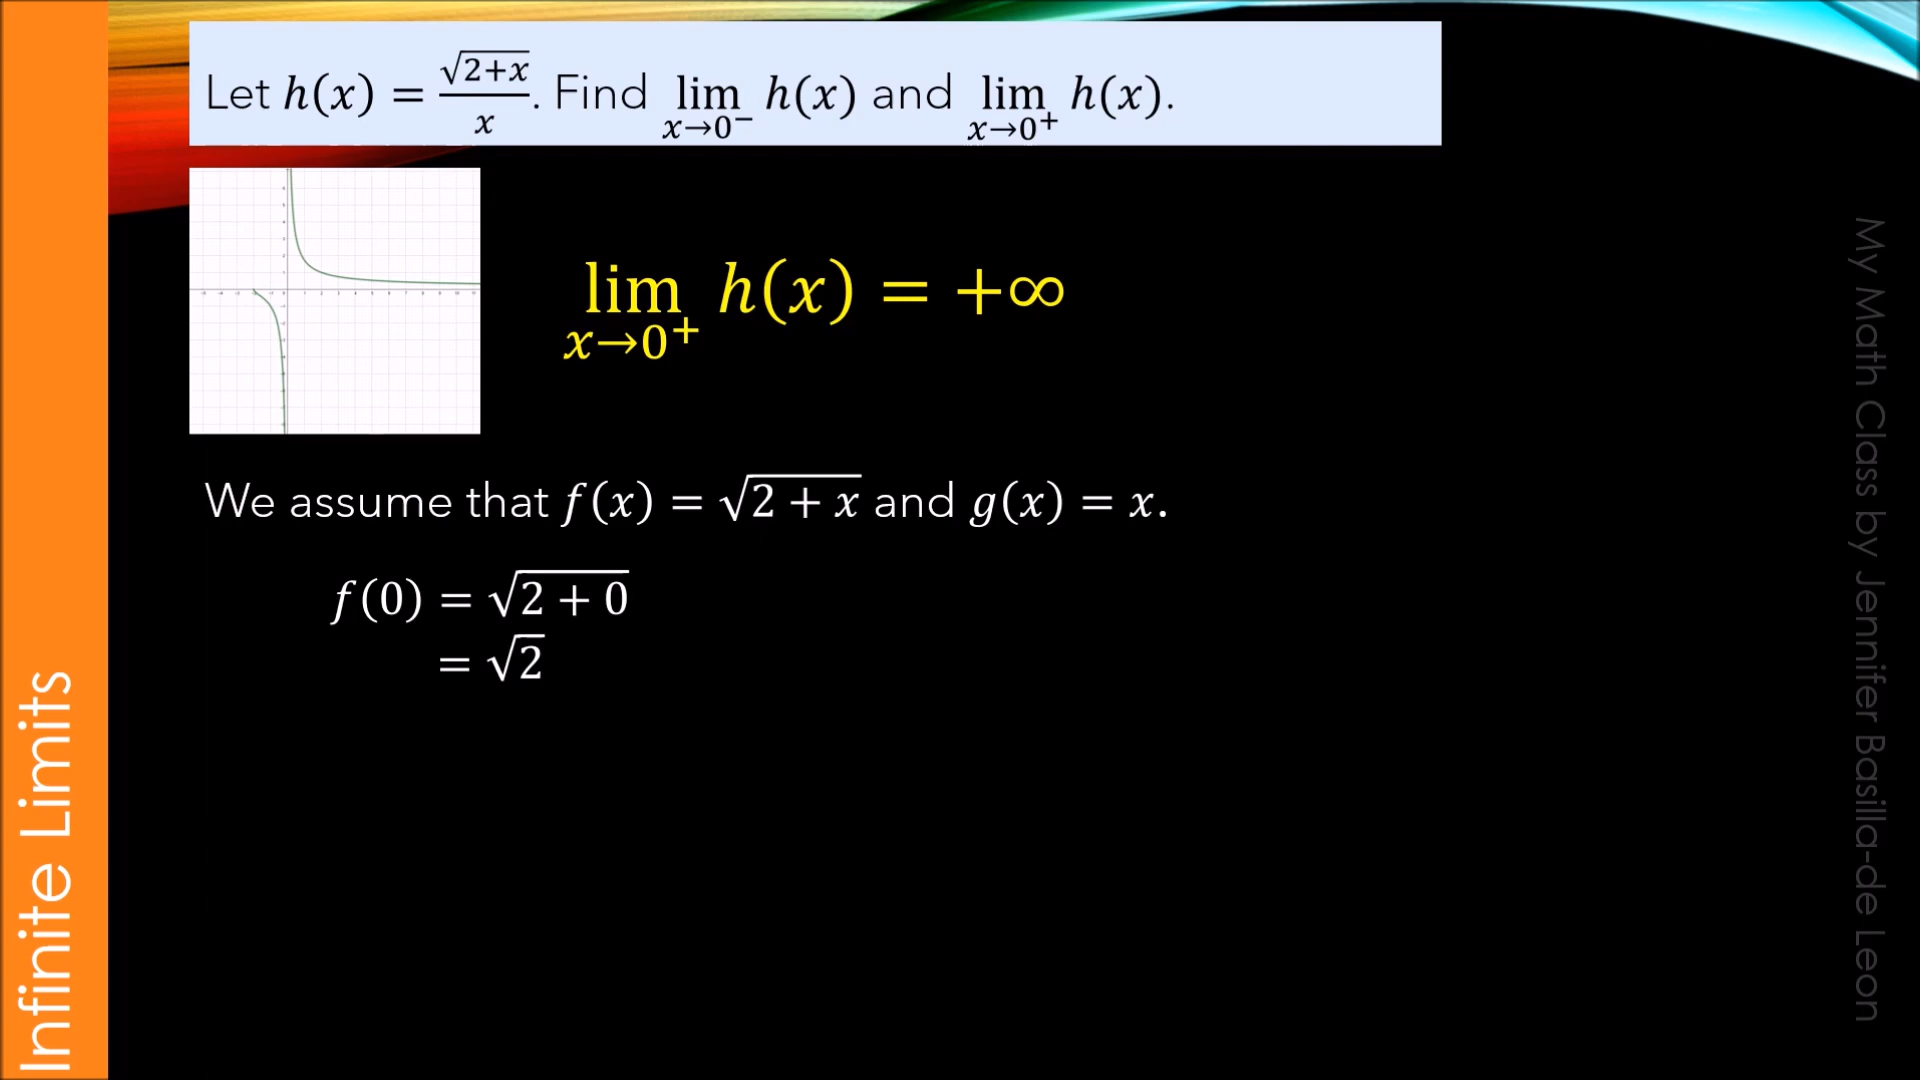 Let h(x) = √2+x / x. Find lim x→0⁻ h(x) and lim x→0⁺ h(x).
lim x→0⁺ h(x) = +∞
We assume that f(x) = √2 + x and g(x) = x.
f(0) = √2 + 0
= √2
Infinite Limits
My Math Class by Jennifer Basilla-de Leon